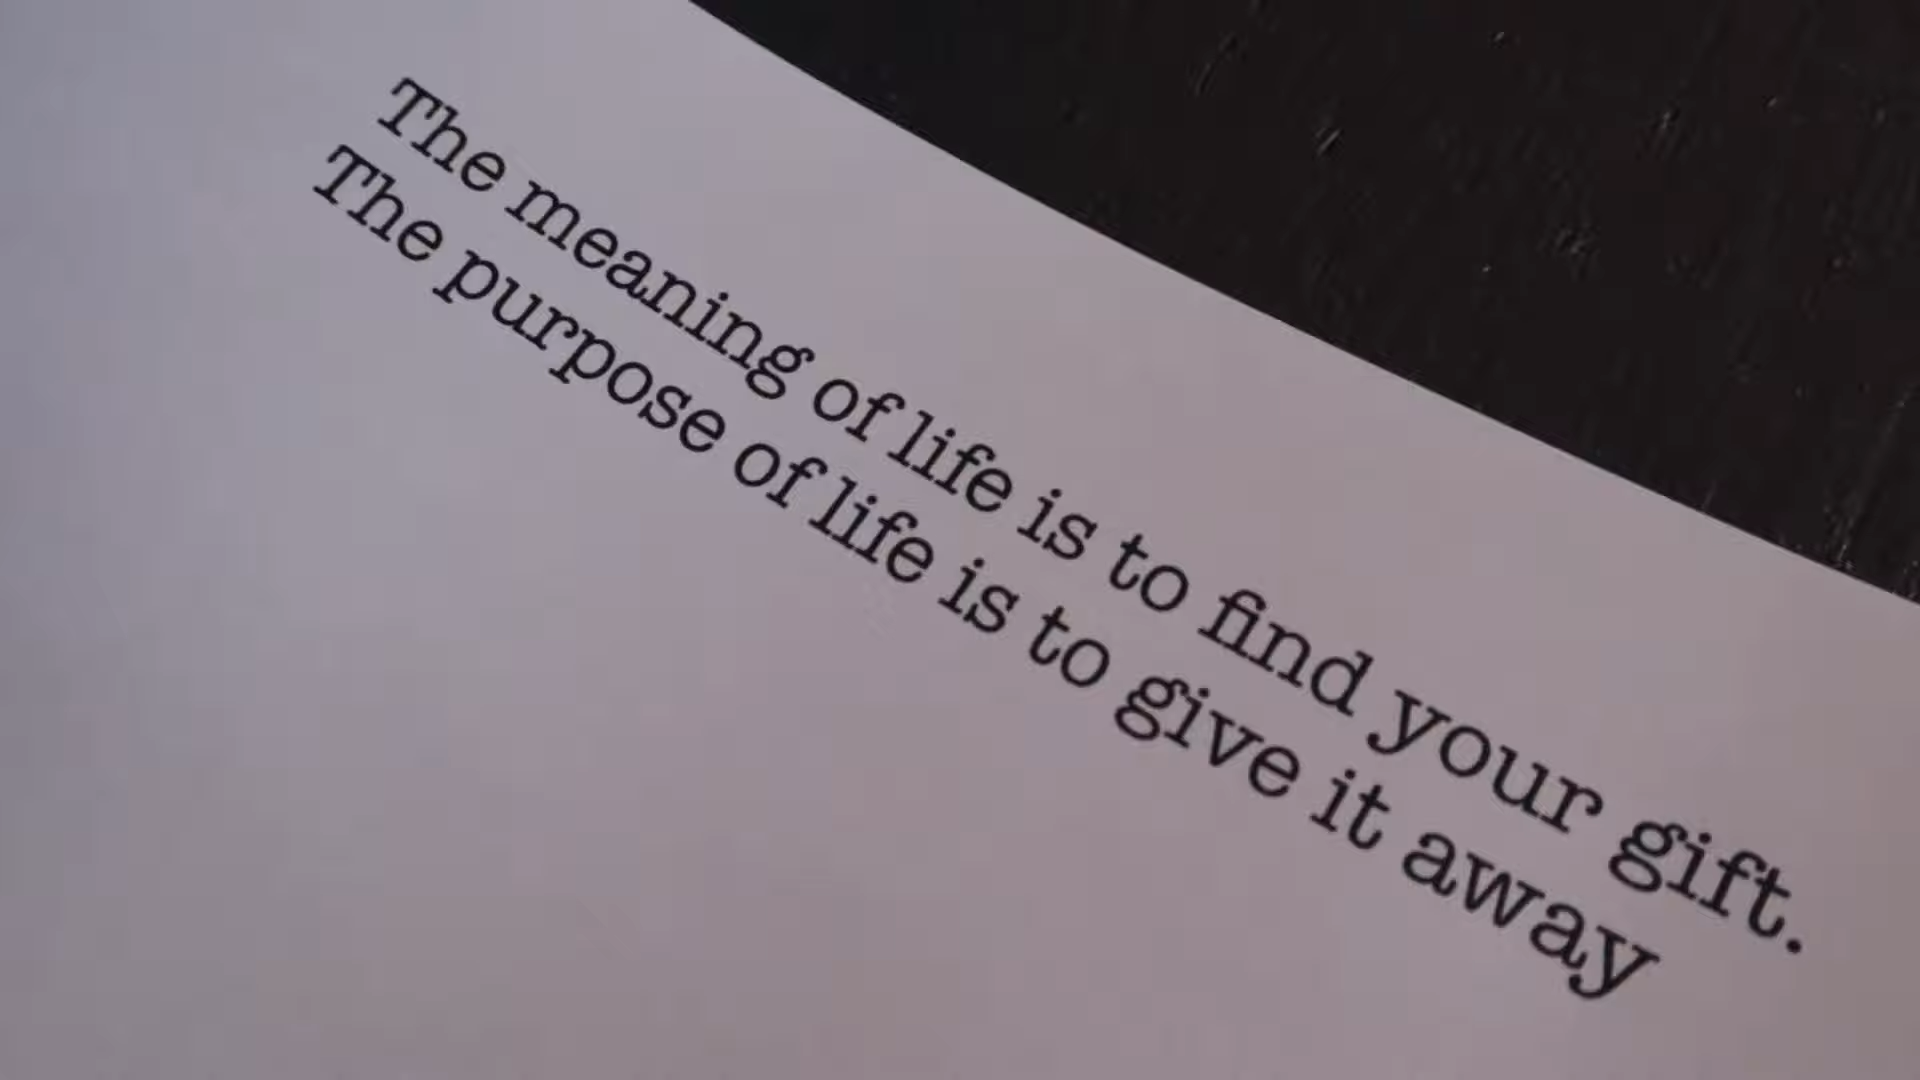 The meaning of life is to find your gift.
The purpose of life is to give it away